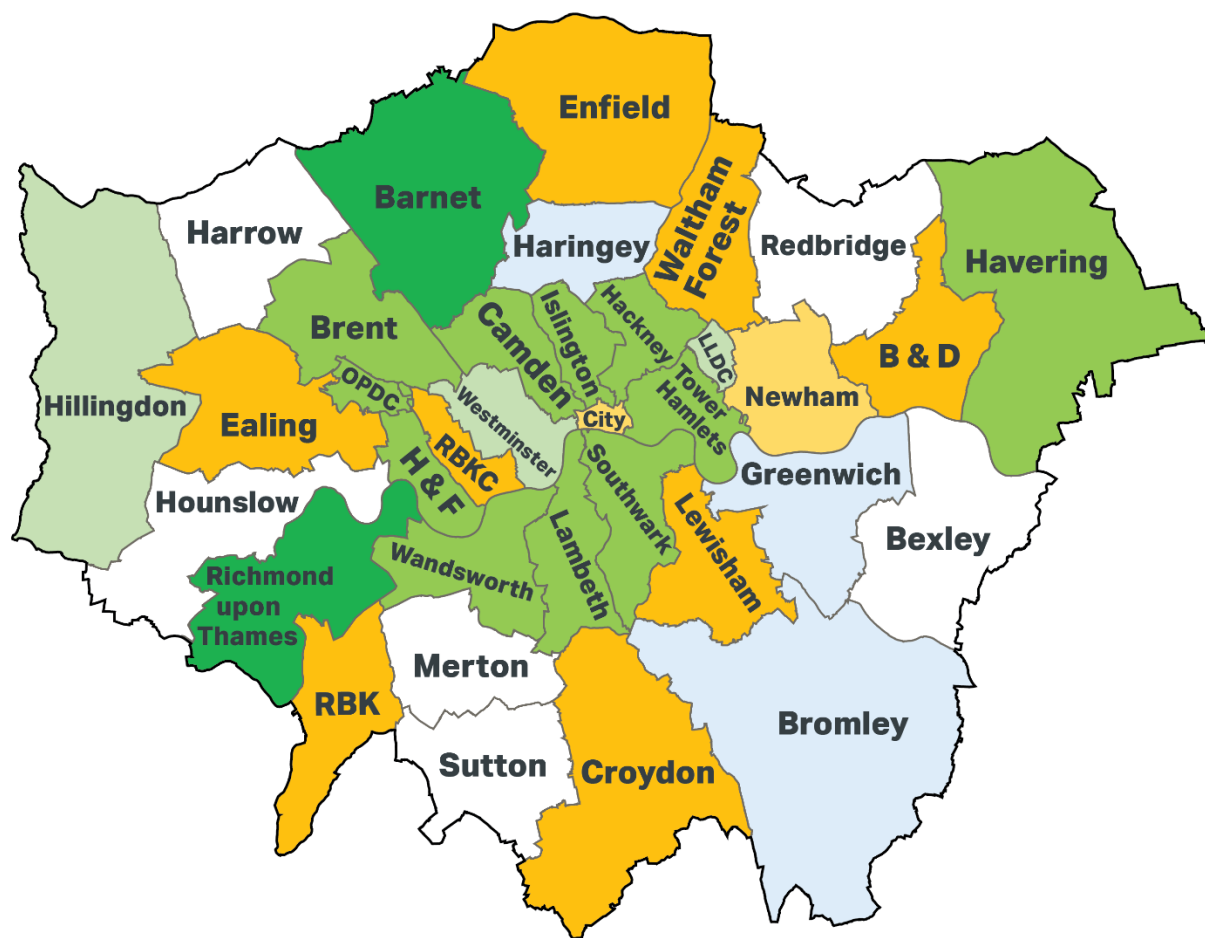 Enfield
Barnet
Waltham
Forest
Harrow
Haringey
Redbridge
Havering
Islington
Hackney
Camden
Brent
LLDC
B & D
OPDC
Tower
Hamlets
Newham
Hillingdon
Ealing
Westminster
City
RBKC
H & F
Southwark
Greenwich
Hounslow
Lewisham
Bexley
Lambeth
Wandsworth
Richmond
upon
Thames
Merton
RBK
Bromley
Sutton
Croydon